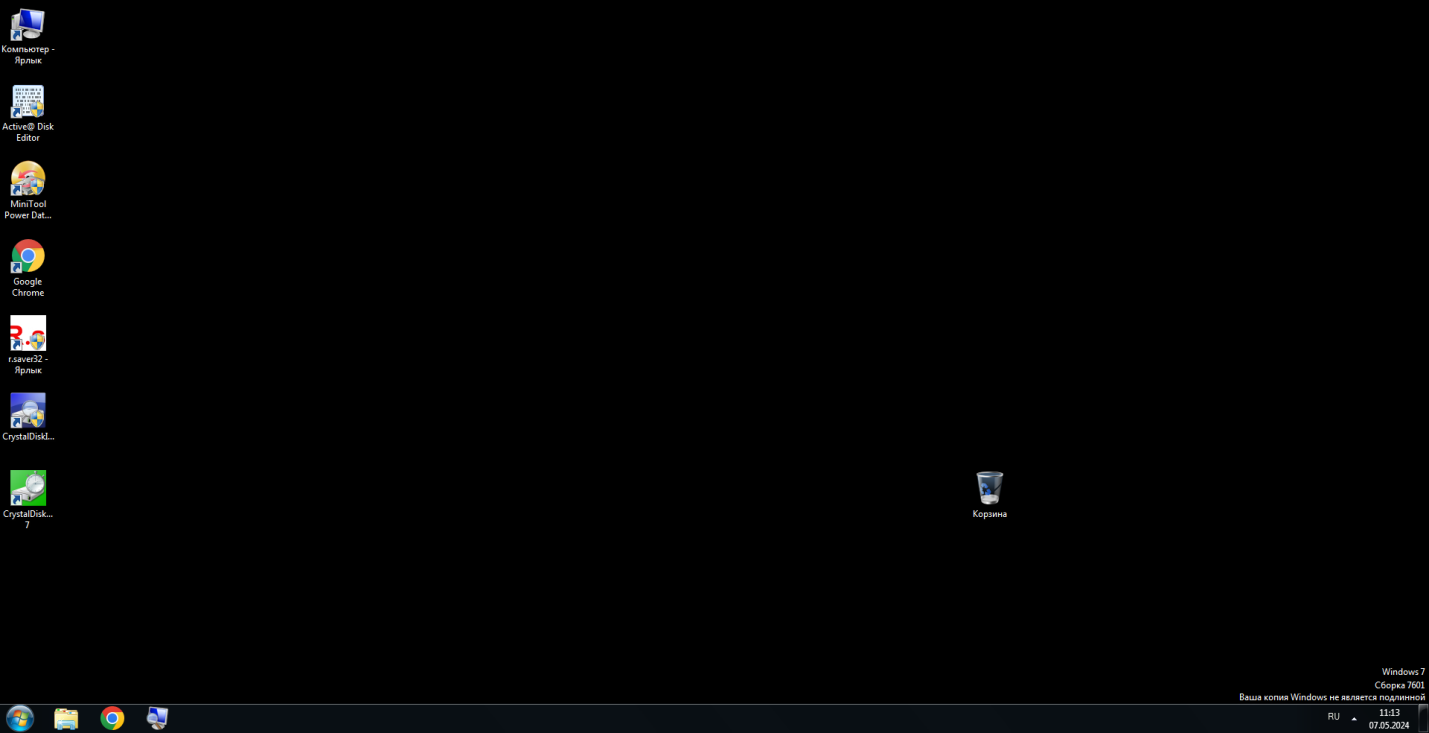 Компьютер -
Ярлык
Active@ Disk
Editor
MiniTool
Power Dat...
Google
Chrome
R.s
r.saver32 -
Ярлык
CrystalDiskI...
CrystalDisk...
7
Корзина
Windows 7
Сборка 7601
Ваша копия Windows не является подлинной
RU
11:13
07.05.2024